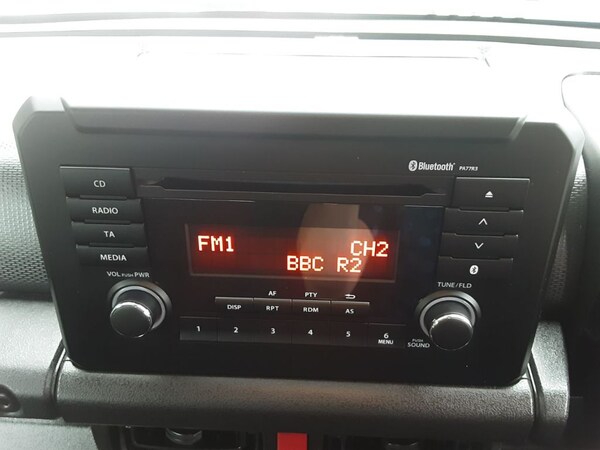 Bluetooth PA77R3
CD
RADIO
TA
MEDIA
VOL PUSH PWR
FM1 CH2
BBC R2
TUNE/FLD
AF PTY
DISP RPT RDM AS
1 2 3 4 5 6
MENU
PUSH
SOUND